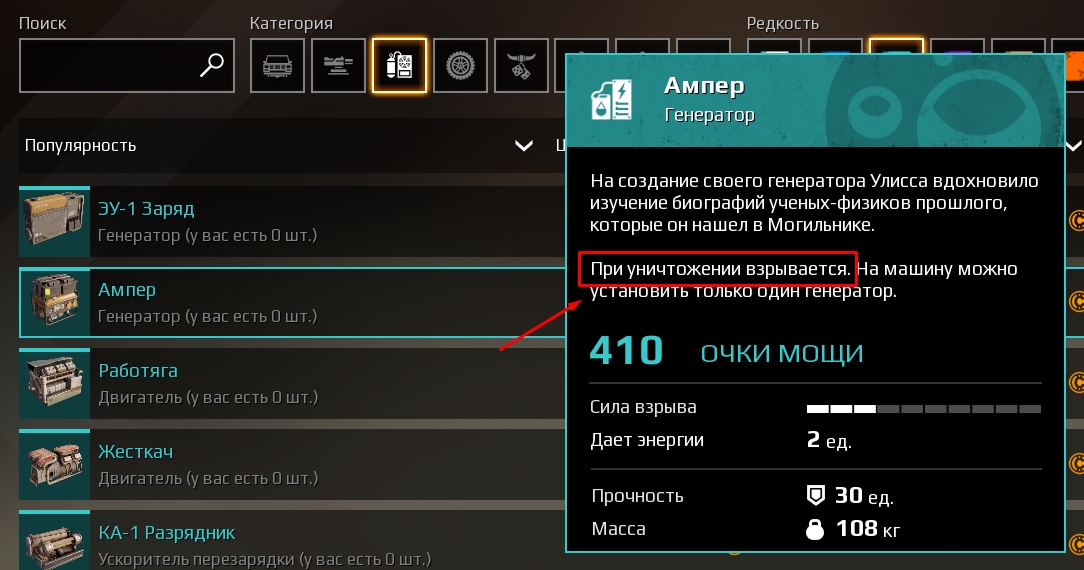 Поиск
Категория
Редкость
Популярность
ЭУ-1 Заряд
Генератор (у вас есть 0 шт.)
Ампер
Генератор (у вас есть 0 шт.)
Работяга
Двигатель (у вас есть 0 шт.)
Жесткач
Двигатель (у вас есть 0 шт.)
КА-1 Разрядник
Ускоритель перезарядки (у вас есть 0 шт.)
Ампер
Генератор
На создание своего генератора Улисса вдохновило
изучение биографий ученых-физиков прошлого,
которые он нашел в Могильнике.
При уничтожении взрывается. На машину можно
установить только один генератор.
410 ОЧКИ МОЩИ
Сила взрыва
Дает энергии 2 ед.
Прочность 30 ед.
Масса 108 кг